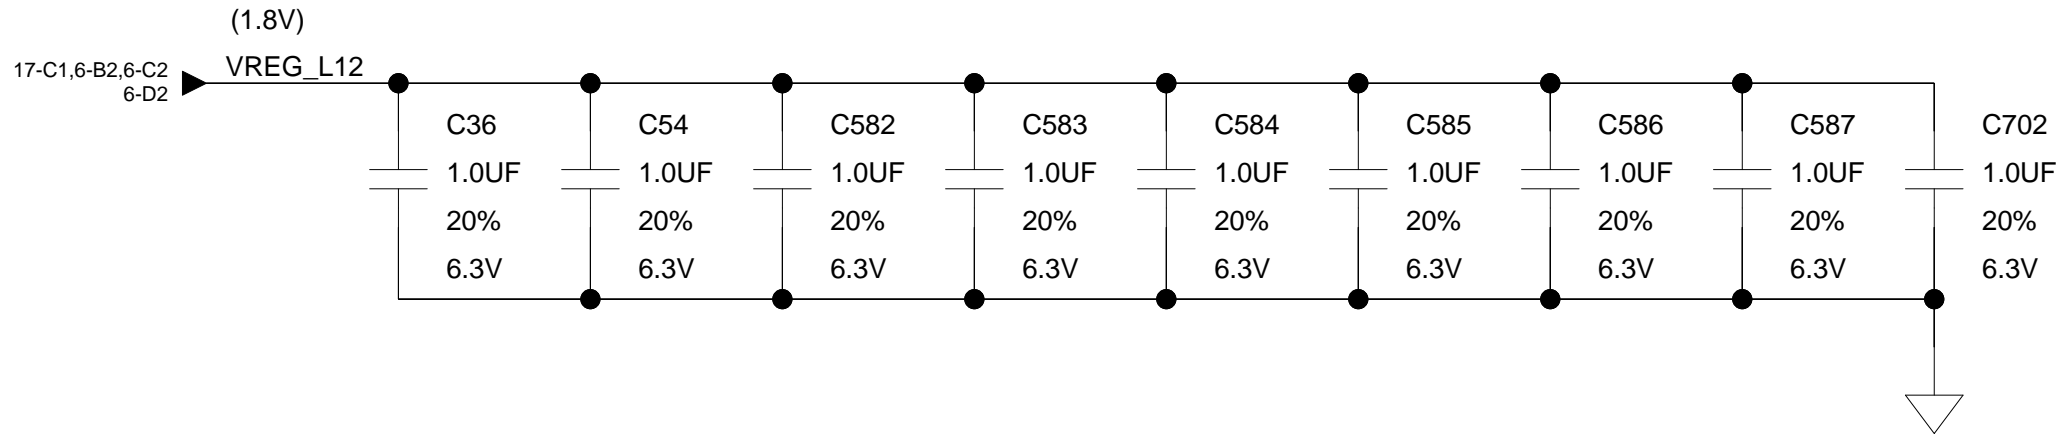 (1.8V)
17-C1,6-B2,6-C2
6-D2
VREG_L12
C36
1.0UF
20%
6.3V
C54
1.0UF
20%
6.3V
C582
1.0UF
20%
6.3V
C583
1.0UF
20%
6.3V
C584
1.0UF
20%
6.3V
C585
1.0UF
20%
6.3V
C586
1.0UF
20%
6.3V
C587
1.0UF
20%
6.3V
C702
1.0UF
20%
6.3V